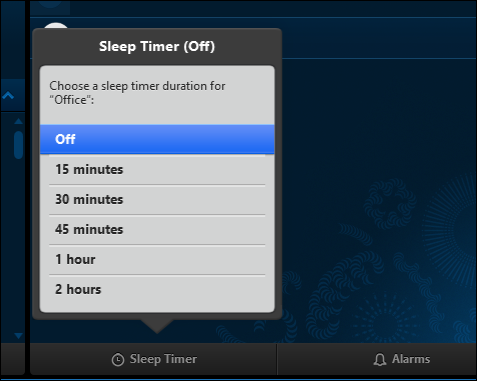 Sleep Timer (Off)
Choose a sleep timer duration for
"Office":
Off
15 minutes
30 minutes
45 minutes
1 hour
2 hours
Sleep Timer
Alarms